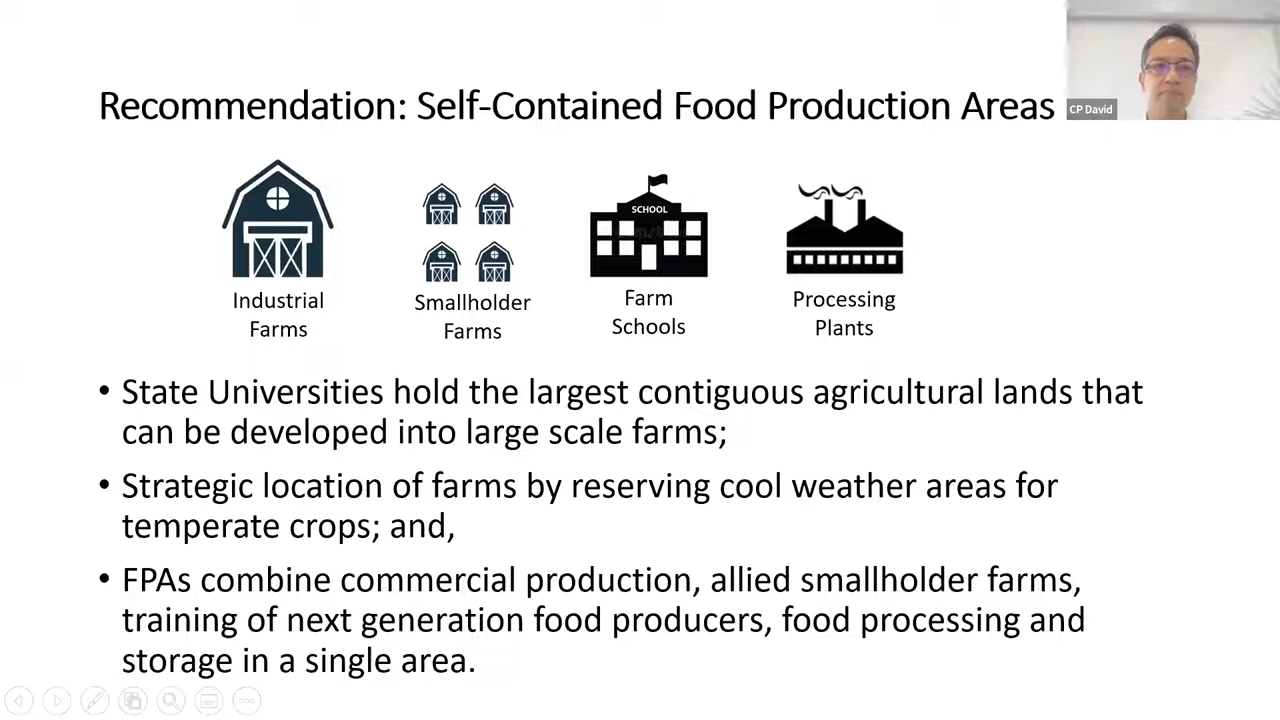 Recommendation: Self-Contained Food Production Areas
CP David
SCHOOL
Industrial
Farms
Smallholder
Farms
Farm
Schools
Processing
Plants
• State Universities hold the largest contiguous agricultural lands that
can be developed into large scale farms;
• Strategic location of farms by reserving cool weather areas for
temperate crops; and,
• FPAs combine commercial production, allied smallholder farms,
training of next generation food producers, food processing and
storage in a single area.